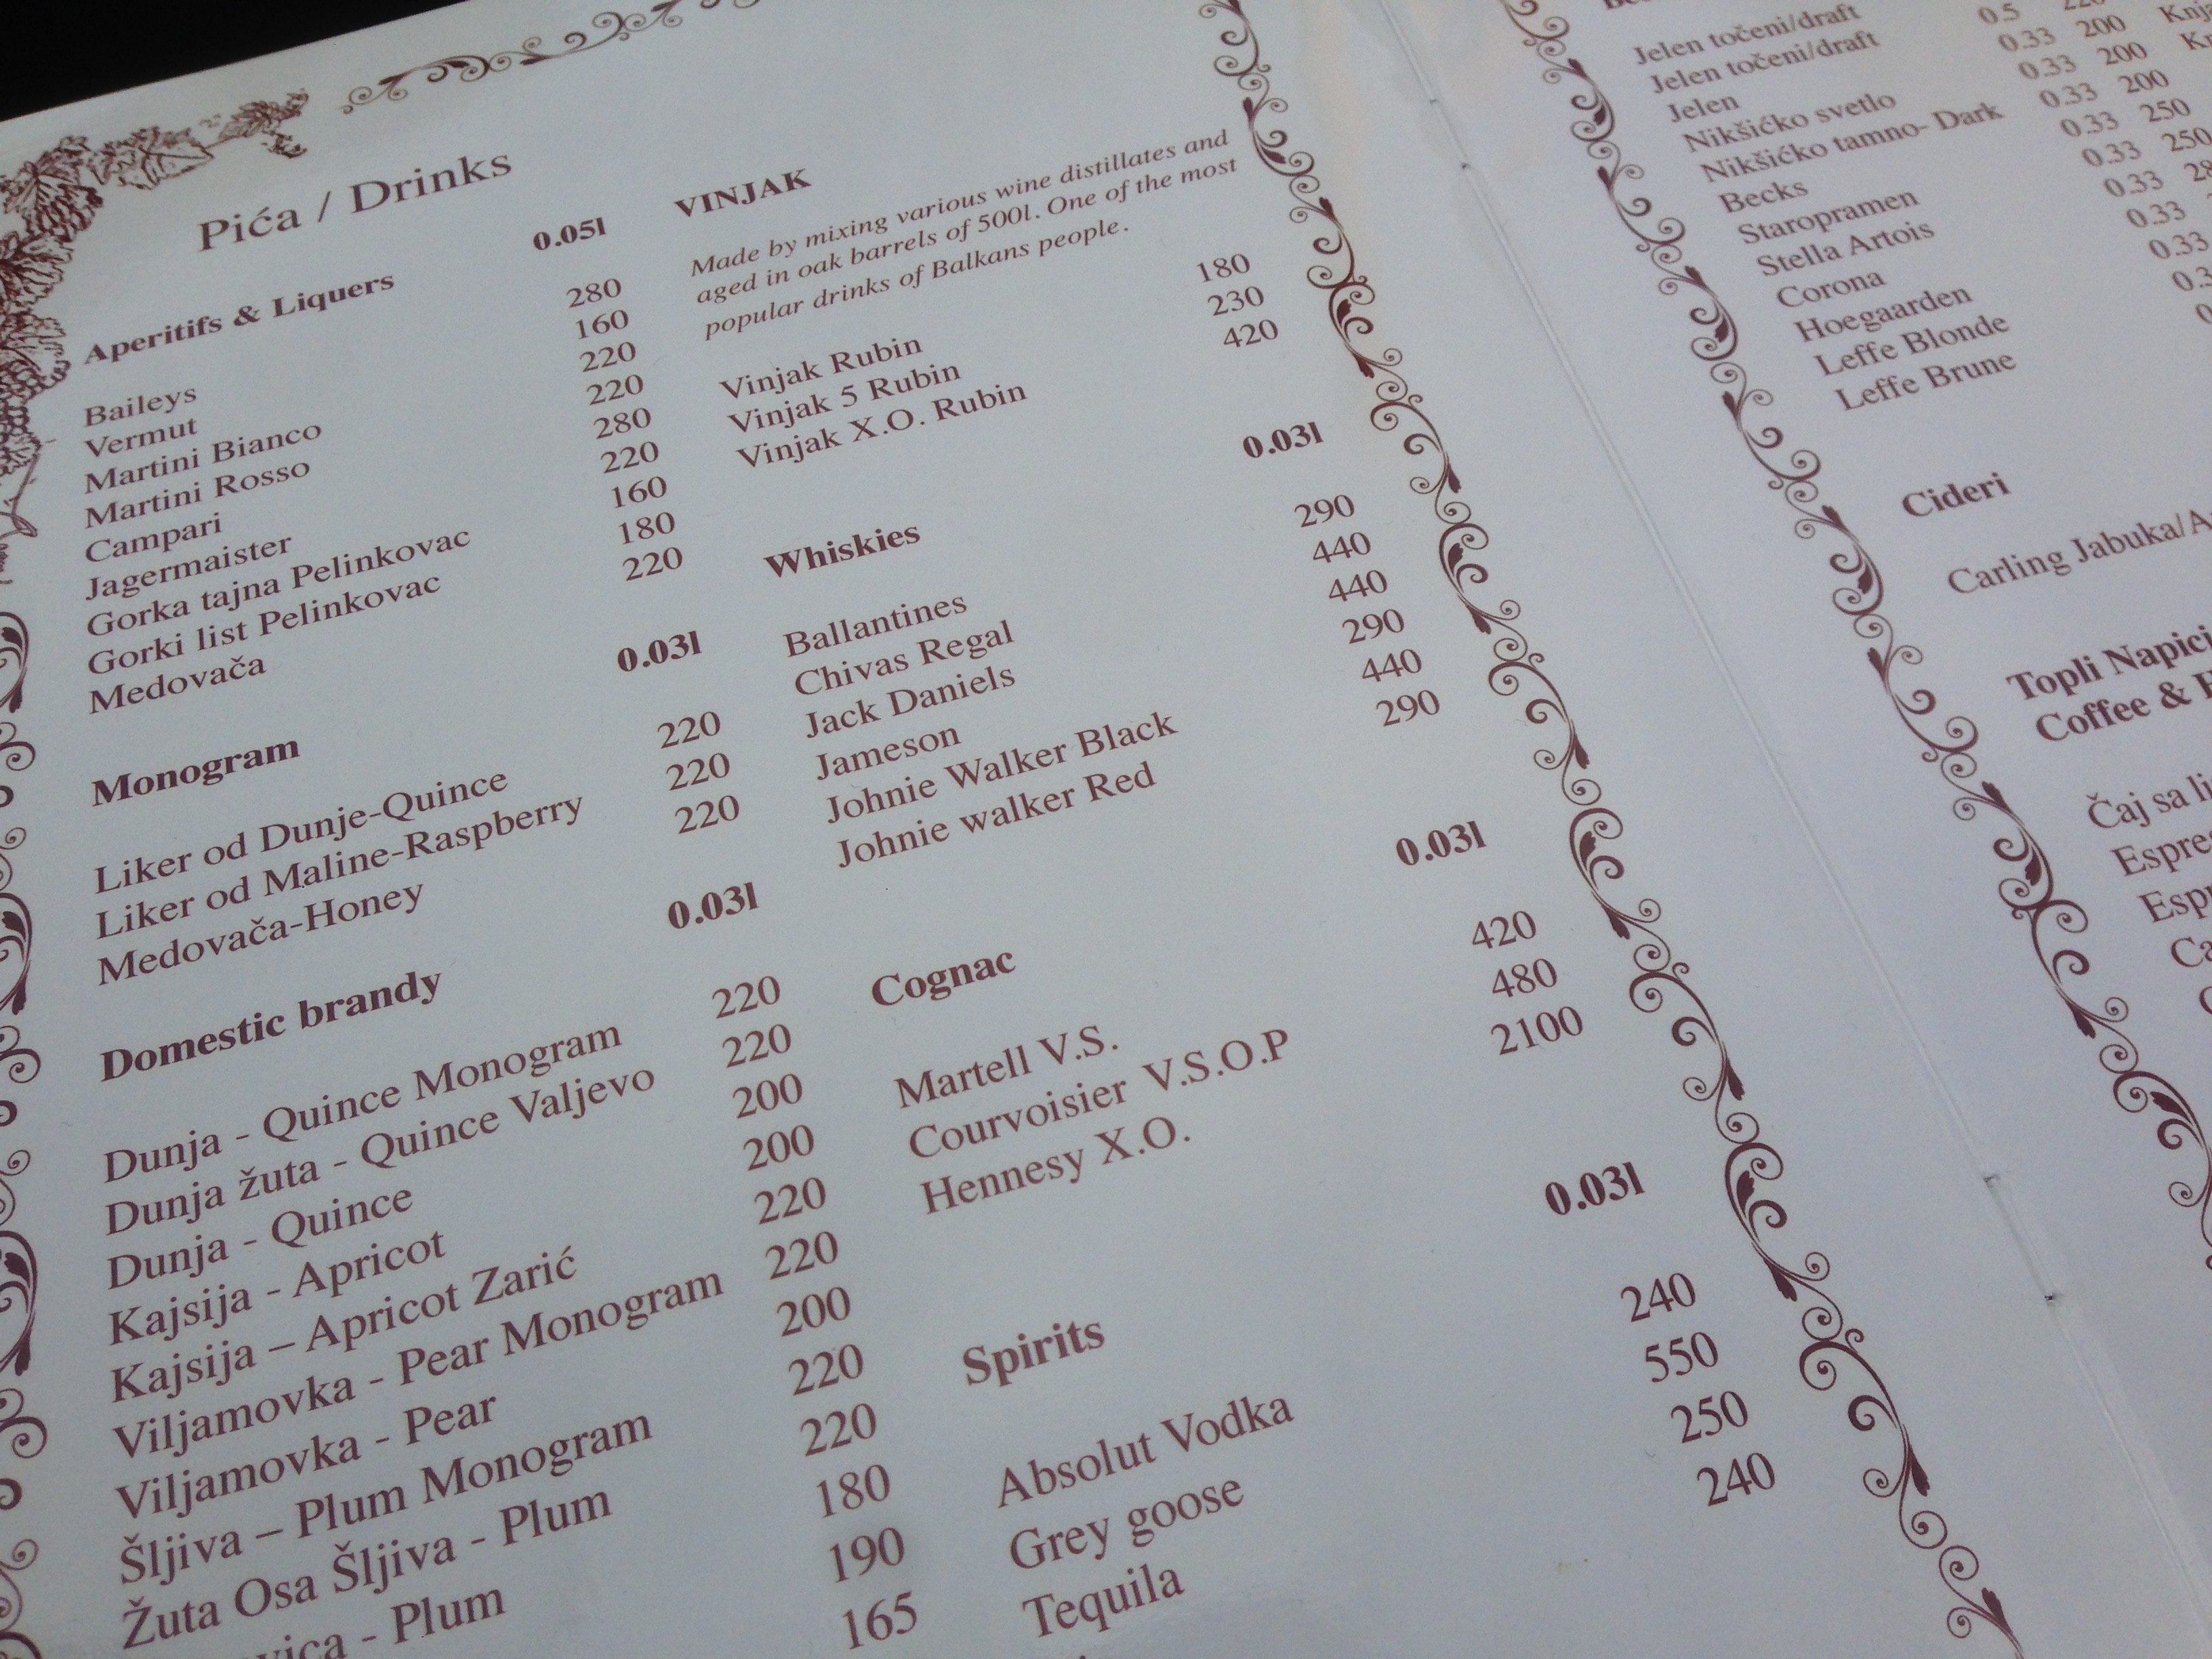 Pića / Drinks
Aperitifs & Liquers 0.05l
Baileys 280
Vermut 160
Martini Bianco 220
Martini Rosso 220
Campari 280
Jagermaister 220
Gorka tajna Pelinkovac 160
Gorki list Pelinkovac 180
Medovača 220
Monogram 0.03l
Liker od Dunje-Quince 220
Liker od Maline-Raspberry 220
Medovača-Honey 220
Domestic brandy 0.03l
Dunja - Quince Monogram 220
Dunja žuta - Quince Valjevo 220
Dunja - Quince 200
Kajsija - Apricot 200
Kajsija – Apricot Zarić 220
Viljamovka - Pear Monogram 220
Viljamovka - Pear 200
Šljiva – Plum Monogram 220
Žuta Osa Šljiva - Plum 220
- Plum 180
190
165
VINJAK
Made by mixing various wine distillates and
aged in oak barrels of 500l. One of the most
popular drinks of Balkans people.
Vinjak Rubin 180
Vinjak 5 Rubin 230
Vinjak X.O. Rubin 420
Whiskies 0.03l
Ballantines 290
Chivas Regal 440
Jack Daniels 440
Jameson 290
Johnie Walker Black 440
Johnie walker Red 290
Cognac 0.03l
Martell V.S. 420
Courvoisier V.S.O.P 480
Hennesy X.O. 2100
Spirits 0.03l
Absolut Vodka 240
Grey goose 550
Tequila 250
240
Jelen točeni/draft 0.5
Jelen točeni/draft 0.33 200
Jelen 0.33 200
Nikšićko svetlo 0.33 200
Nikšićko tamno- Dark 0.33 250
Becks 0.33 250
Staropramen 0.33
Stella Artois 0.33
Corona 0.33
Hoegaarden
Leffe Blonde
Leffe Brune
Cideri
Carling Jabuka/
Topli Napici
Coffee &
Čaj sa